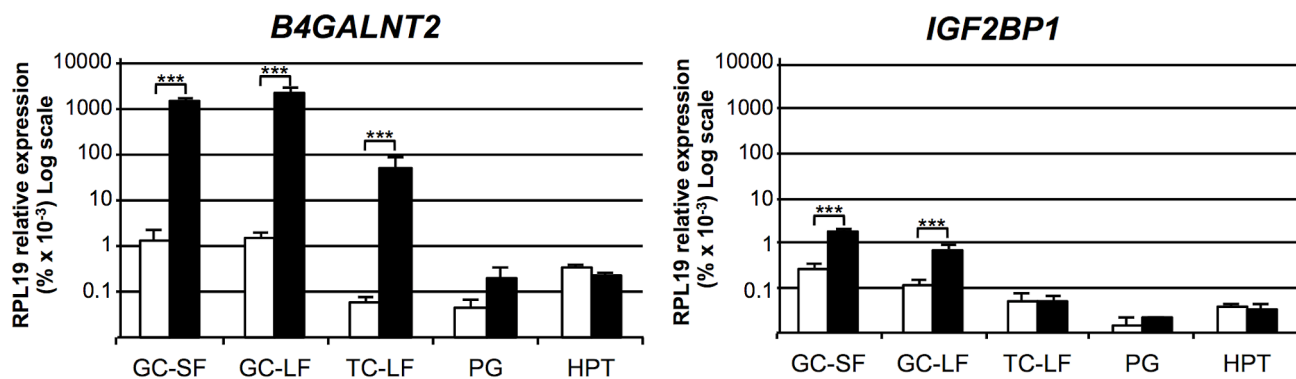 B4GALNT2
RPL19 relative expression
(% x 10⁻³) Log scale
10000
1000
100
10
1
0.1
***
***
***
GC-SF GC-LF TC-LF PG HPT
IGF2BP1
RPL19 relative expression
(% x 10⁻³) Log scale
10000
1000
100
10
1
0.1
***
***
GC-SF GC-LF TC-LF PG HPT